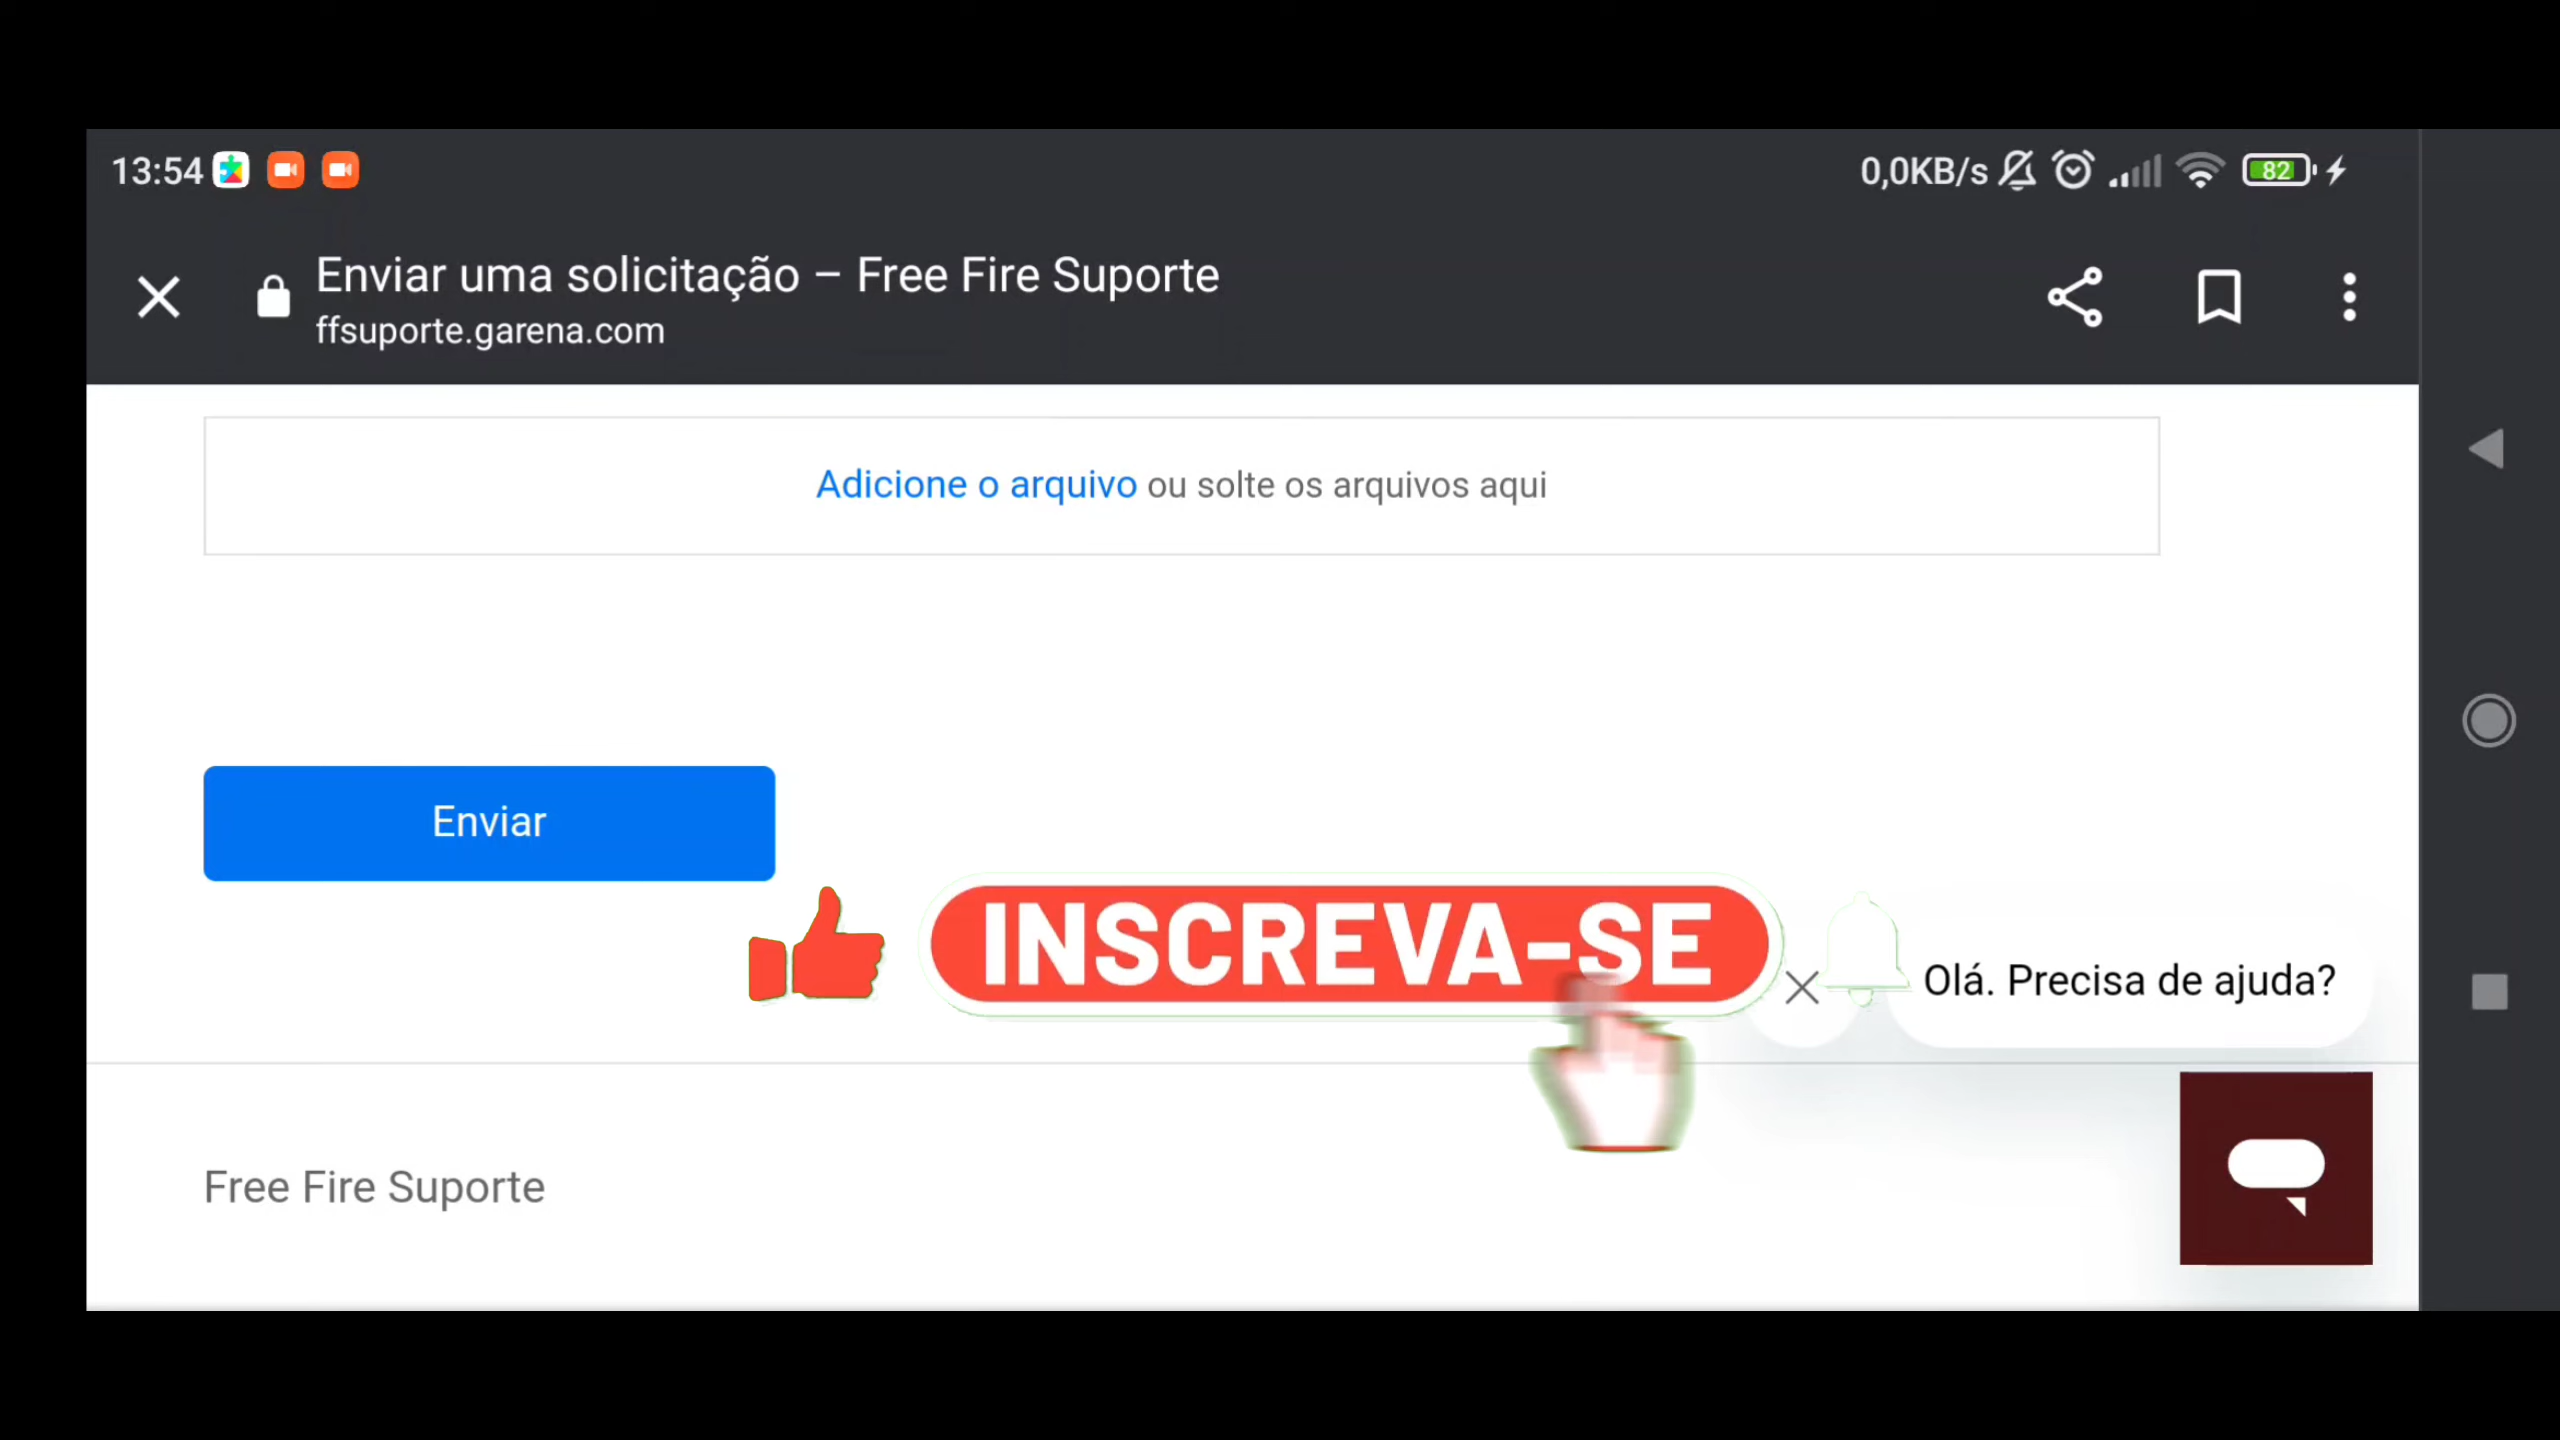 13:54
0,0KB/s
82
Enviar uma solicitação – Free Fire Suporte
ffsuporte.garena.com
Adicione o arquivo ou solte os arquivos aqui
Enviar
INSCREVA-SE
Olá. Precisa de ajuda?
Free Fire Suporte